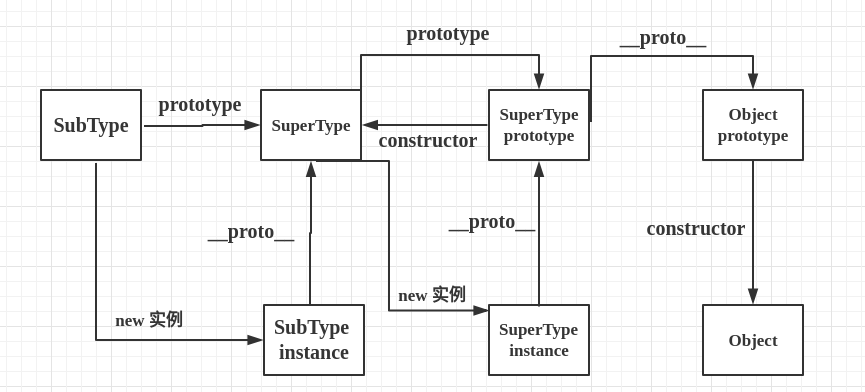 prototype
__proto__
SubType
prototype
SuperType
constructor
SuperType
prototype
Object
prototype
__proto__
__proto__
constructor
new 实例
new 实例
SubType
instance
SuperType
instance
Object